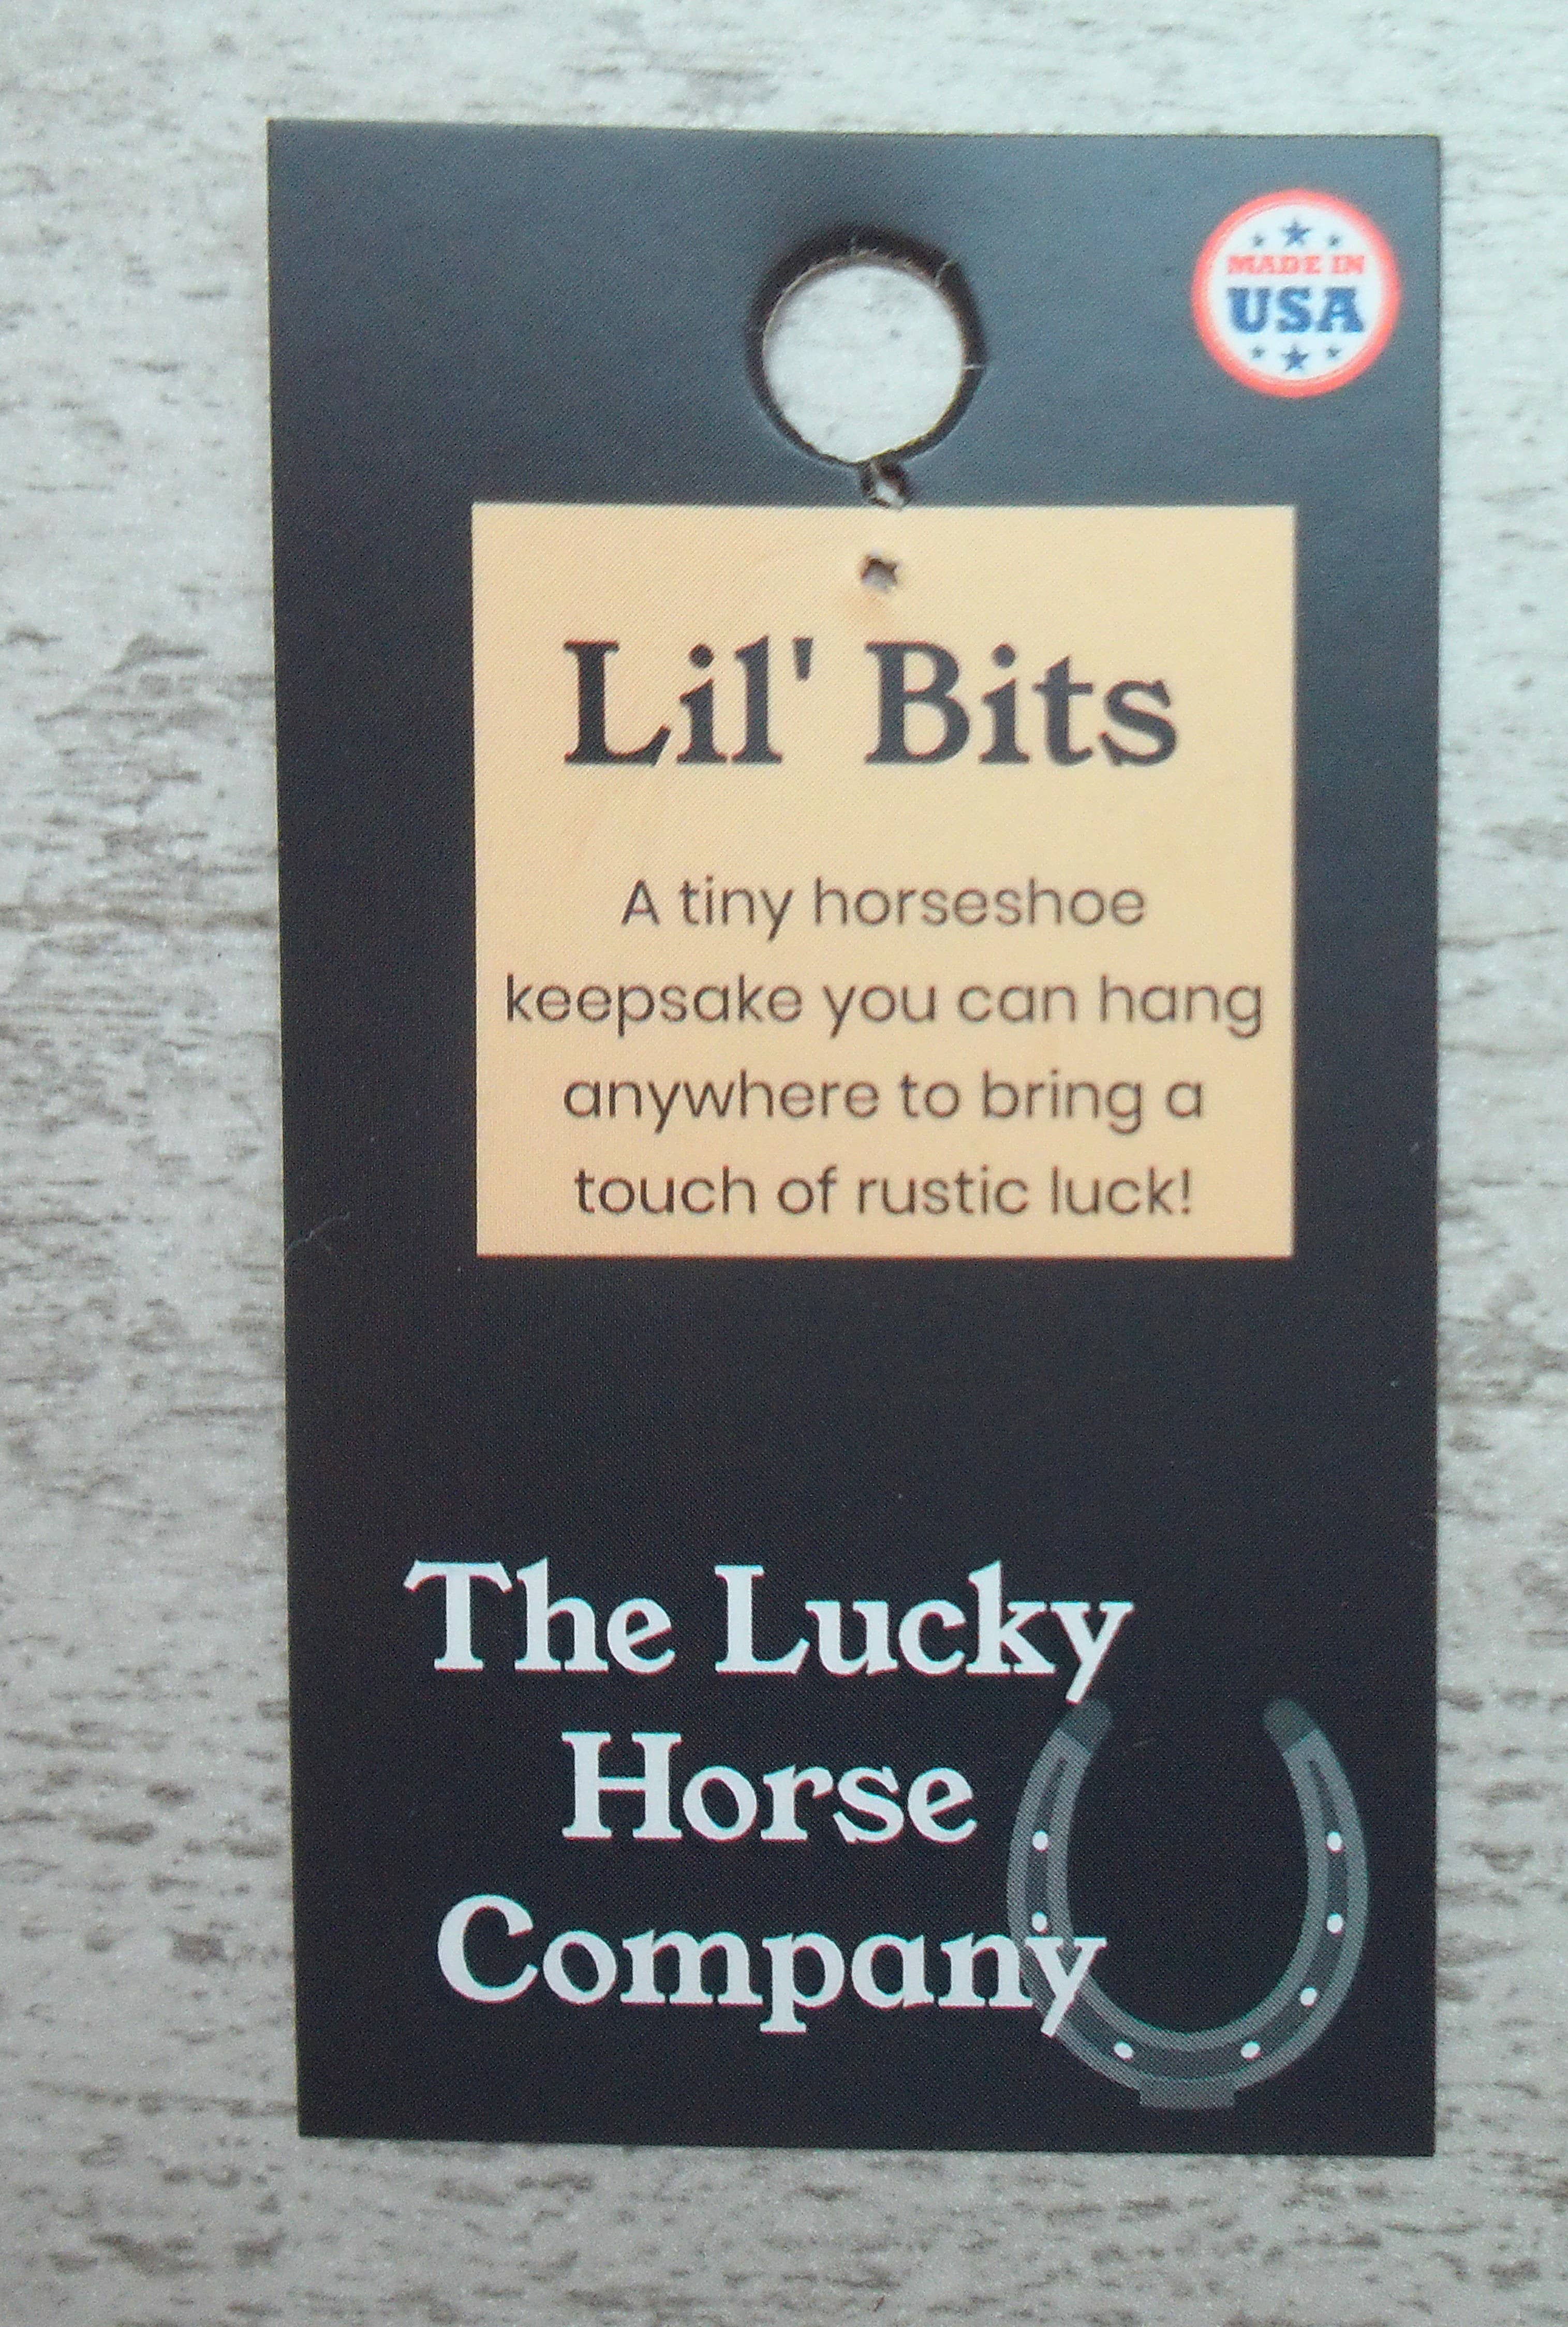 MADE IN
USA
Lil' Bits
A tiny horseshoe
keepsake you can hang
anywhere to bring a
touch of rustic luck!
The Lucky
Horse
Company